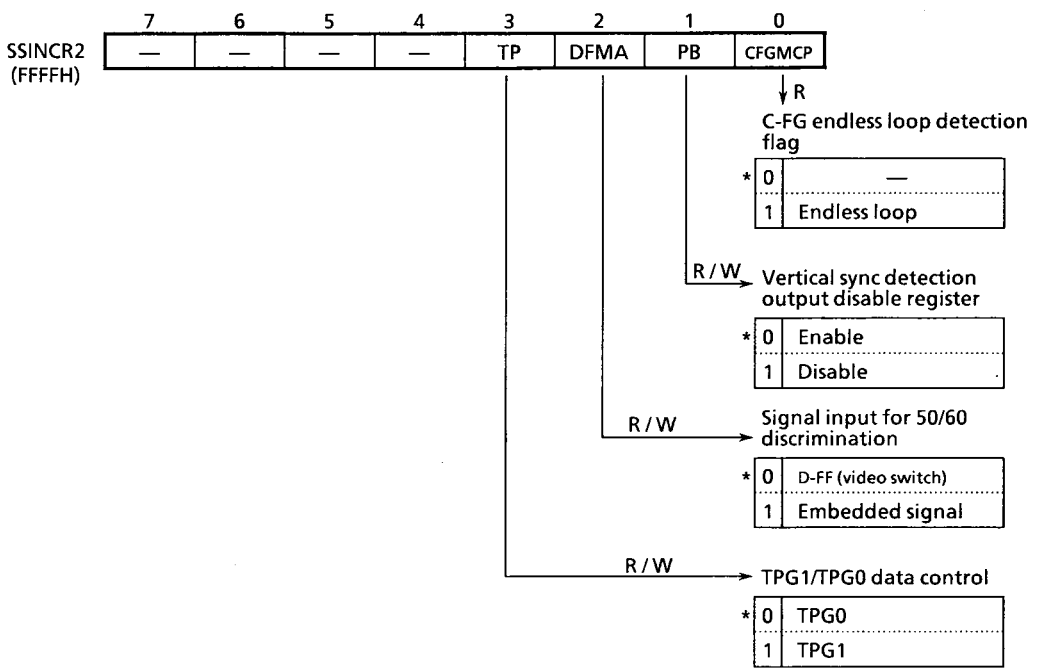 7 6 5 4 3 2 1 0
SSINCR2 — — — — TP DFMA PB CFGMCP
(FFFFH)
R
C-FG endless loop detection
flag
* 0 —
1 Endless loop
R / W Vertical sync detection
output disable register
* 0 Enable
1 Disable
R / W Signal input for 50/60
discrimination
* 0 D-FF (video switch)
1 Embedded signal
R / W TPG1/TPG0 data control
* 0 TPG0
1 TPG1